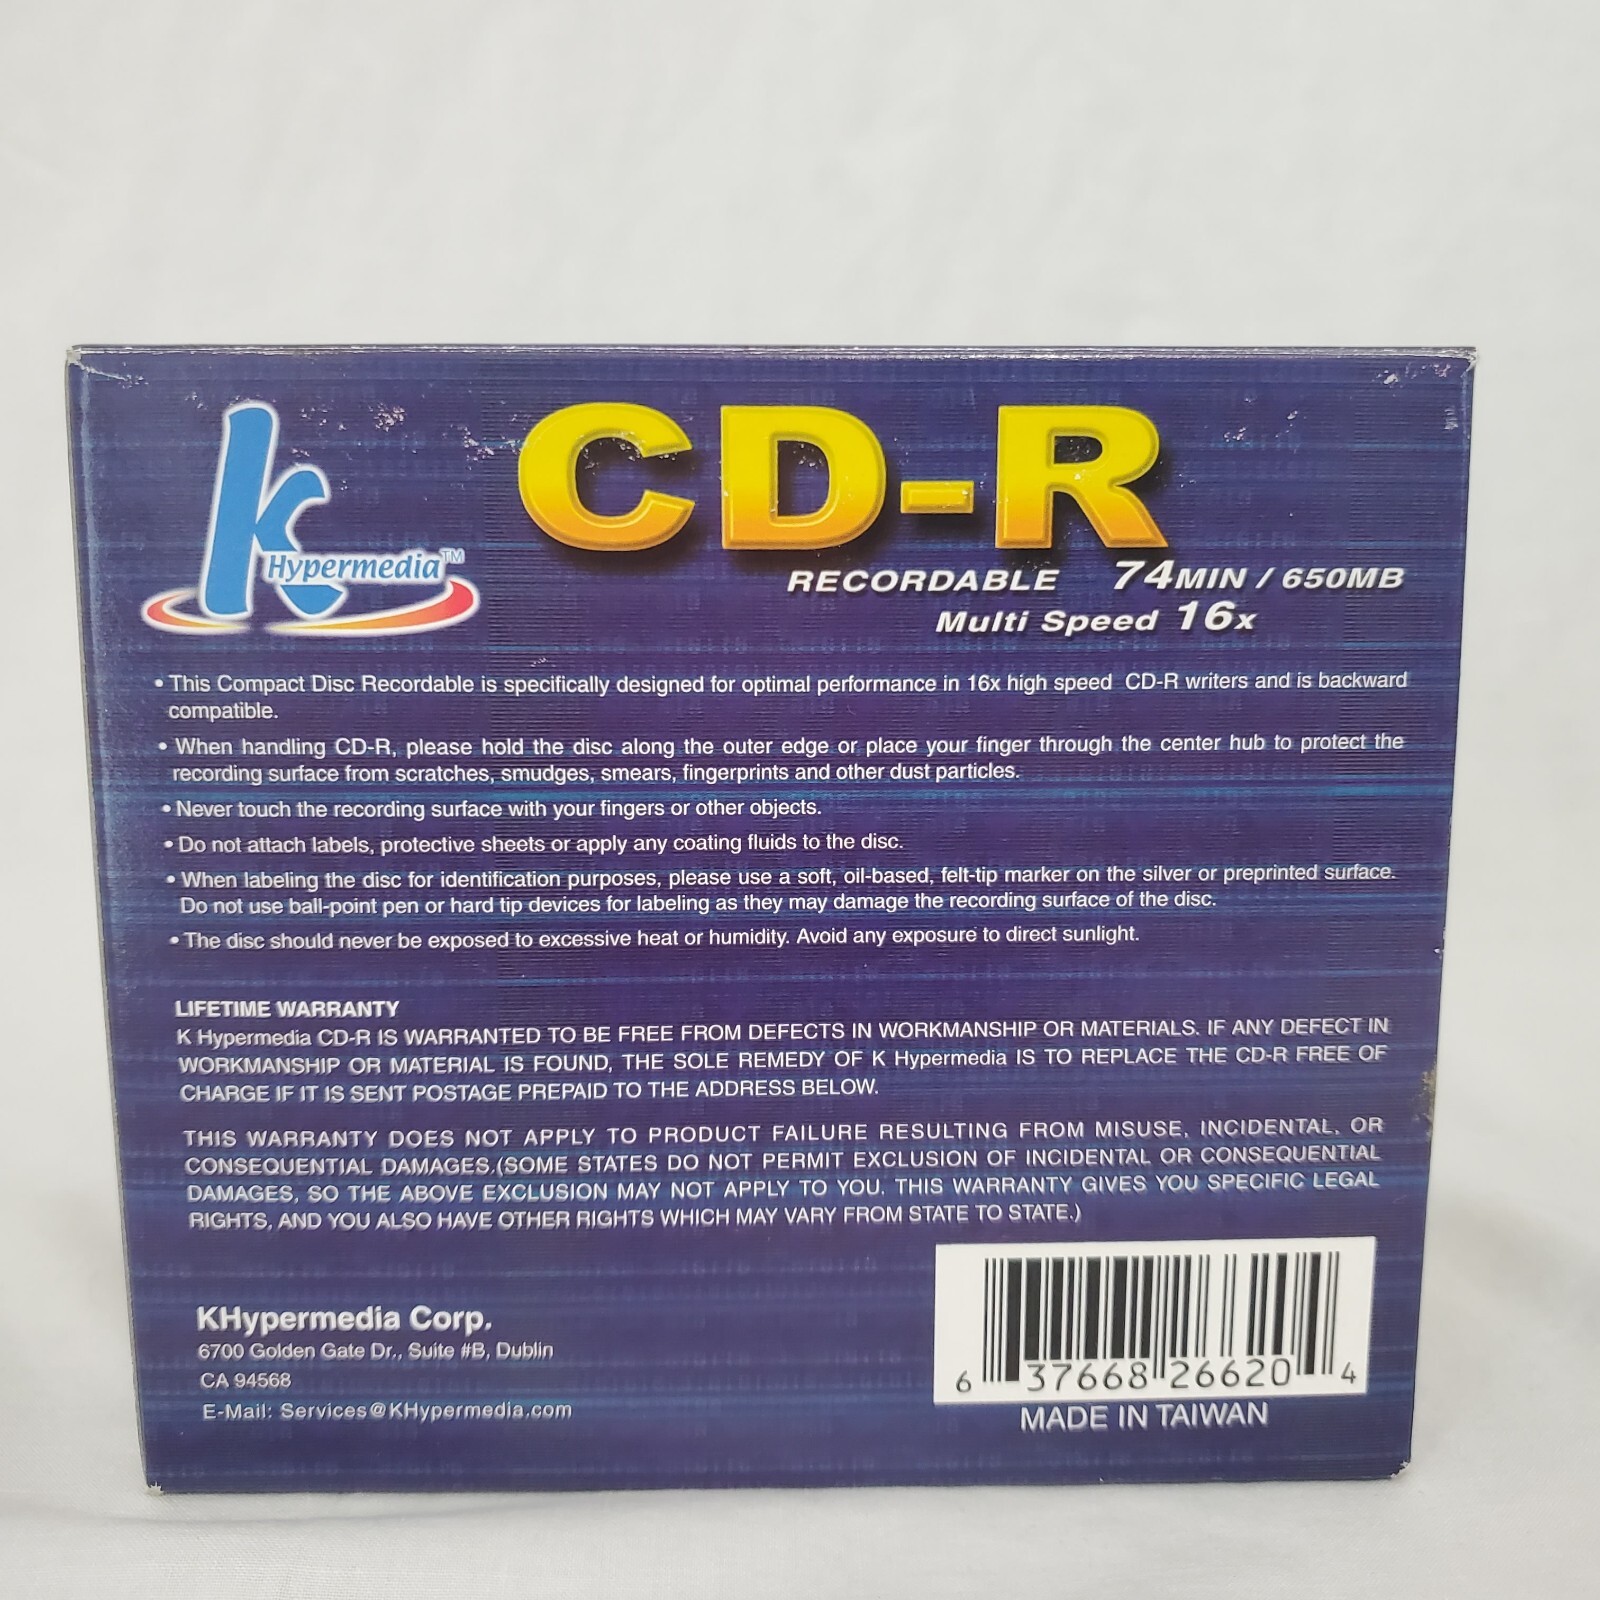 K Hypermedia™
CD-R
RECORDABLE 74MIN / 650MB
Multi Speed 16x
• This Compact Disc Recordable is specifically designed for optimal performance in 16x high speed CD-R writers and is backward
compatible.
• When handling CD-R, please hold the disc along the outer edge or place your finger through the center hub to protect the
recording surface from scratches, smudges, smears, fingerprints and other dust particles.
• Never touch the recording surface with your fingers or other objects.
• Do not attach labels, protective sheets or apply any coating fluids to the disc.
• When labeling the disc for identification purposes, please use a soft, oil-based, felt-tip marker on the silver or preprinted surface.
Do not use ball-point pen or hard tip devices for labeling as they may damage the recording surface of the disc.
• The disc should never be exposed to excessive heat or humidity. Avoid any exposure to direct sunlight.
LIFETIME WARRANTY
K Hypermedia CD-R IS WARRANTED TO BE FREE FROM DEFECTS IN WORKMANSHIP OR MATERIALS. IF ANY DEFECT IN
WORKMANSHIP OR MATERIAL IS FOUND, THE SOLE REMEDY OF K Hypermedia IS TO REPLACE THE CD-R FREE OF
CHARGE IF IT IS SENT POSTAGE PREPAID TO THE ADDRESS BELOW.
THIS WARRANTY DOES NOT APPLY TO PRODUCT FAILURE RESULTING FROM MISUSE, INCIDENTAL, OR
CONSEQUENTIAL DAMAGES.(SOME STATES DO NOT PERMIT EXCLUSION OF INCIDENTAL OR CONSEQUENTIAL
DAMAGES, SO THE ABOVE EXCLUSION MAY NOT APPLY TO YOU. THIS WARRANTY GIVES YOU SPECIFIC LEGAL
RIGHTS, AND YOU ALSO HAVE OTHER RIGHTS WHICH MAY VARY FROM STATE TO STATE.)
KHypermedia Corp.
6700 Golden Gate Dr., Suite #B, Dublin
CA 94568
E-Mail: Services@KHypermedia.com
6 37668 26620 4
MADE IN TAIWAN